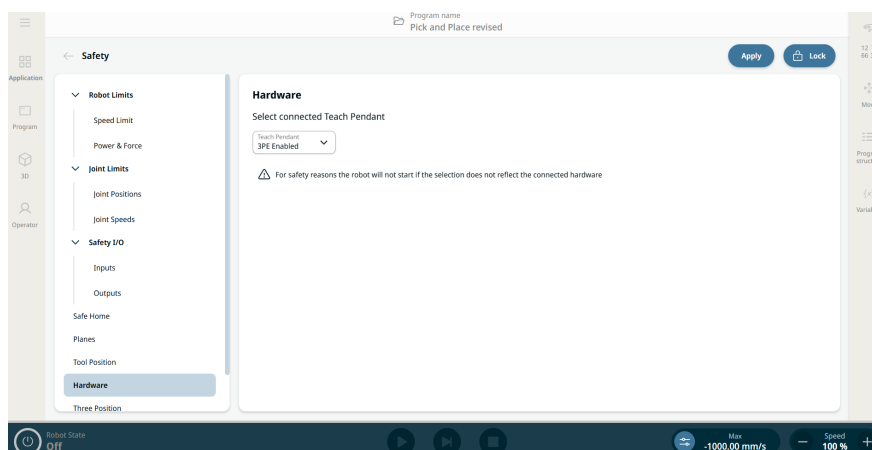 Program name
Pick and Place revised
Safety
Apply
Lock
Application
Program
3D
Operator
Robot Limits
Speed Limit
Power & Force
Joint Limits
Joint Positions
Joint Speeds
Safety I/O
Inputs
Outputs
Safe Home
Planes
Tool Position
Hardware
Three Position
Hardware
Select connected Teach Pendant
Teach Pendant
3PE Enabled
For safety reasons the robot will not start if the selection does not reflect the connected hardware
Robot State
Off
Max
-1000.00 mm/s
Speed
100 %